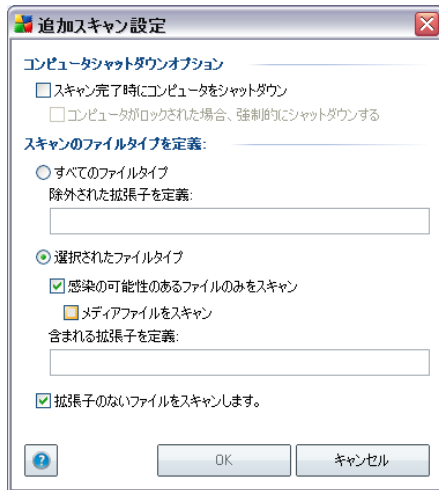 追加スキャン設定
コンピュータシャットダウンオプション
スキャン完了時にコンピュータをシャットダウン
コンピュータがロックされた場合、強制的にシャットダウンする
スキャンのファイルタイプを定義:
すべてのファイルタイプ
除外された拡張子を定義:
選択されたファイルタイプ
感染の可能性のあるファイルのみをスキャン
メディアファイルをスキャン
含まれる拡張子を定義:
拡張子のないファイルをスキャンします。
OK
キャンセル